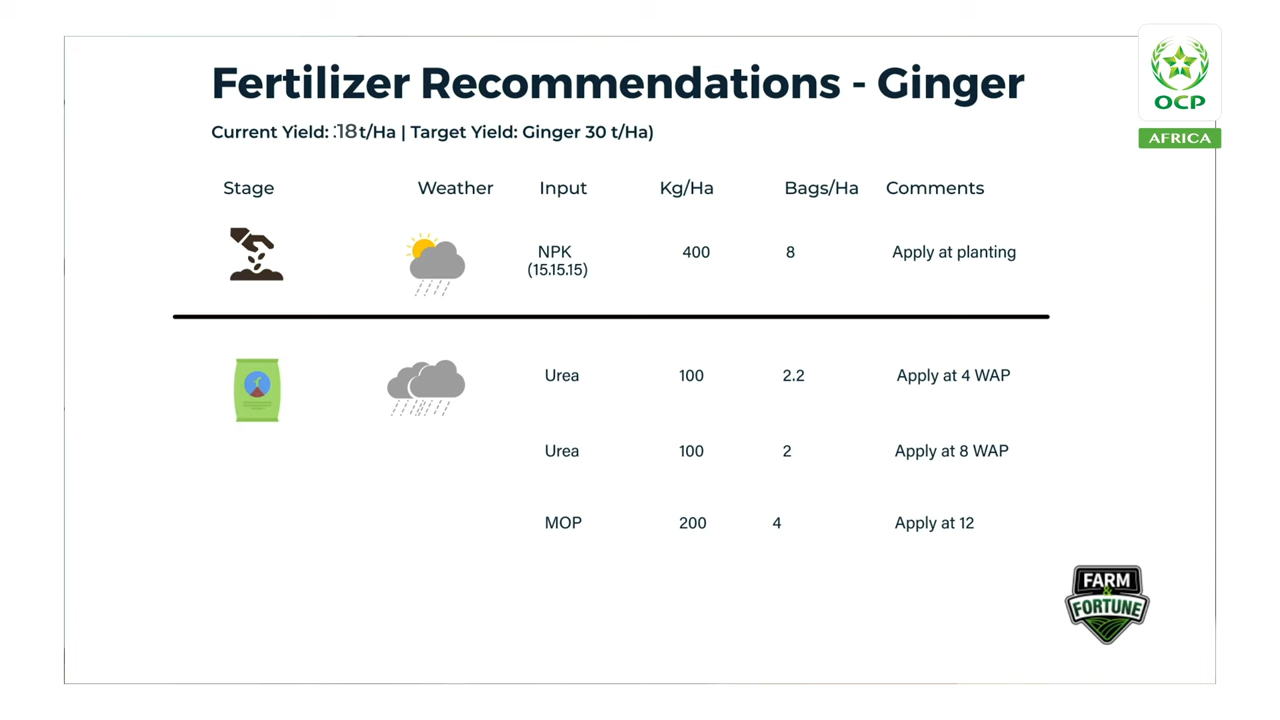 Fertilizer Recommendations - Ginger
Current Yield: :18t/Ha | Target Yield: Ginger 30 t/Ha)
OCP
AFRICA
Stage Weather Input Kg/Ha Bags/Ha Comments
NPK (15.15.15) 400 8 Apply at planting
Urea 100 2.2 Apply at 4 WAP
Urea 100 2 Apply at 8 WAP
MOP 200 4 Apply at 12
FARM
&
FORTUNE